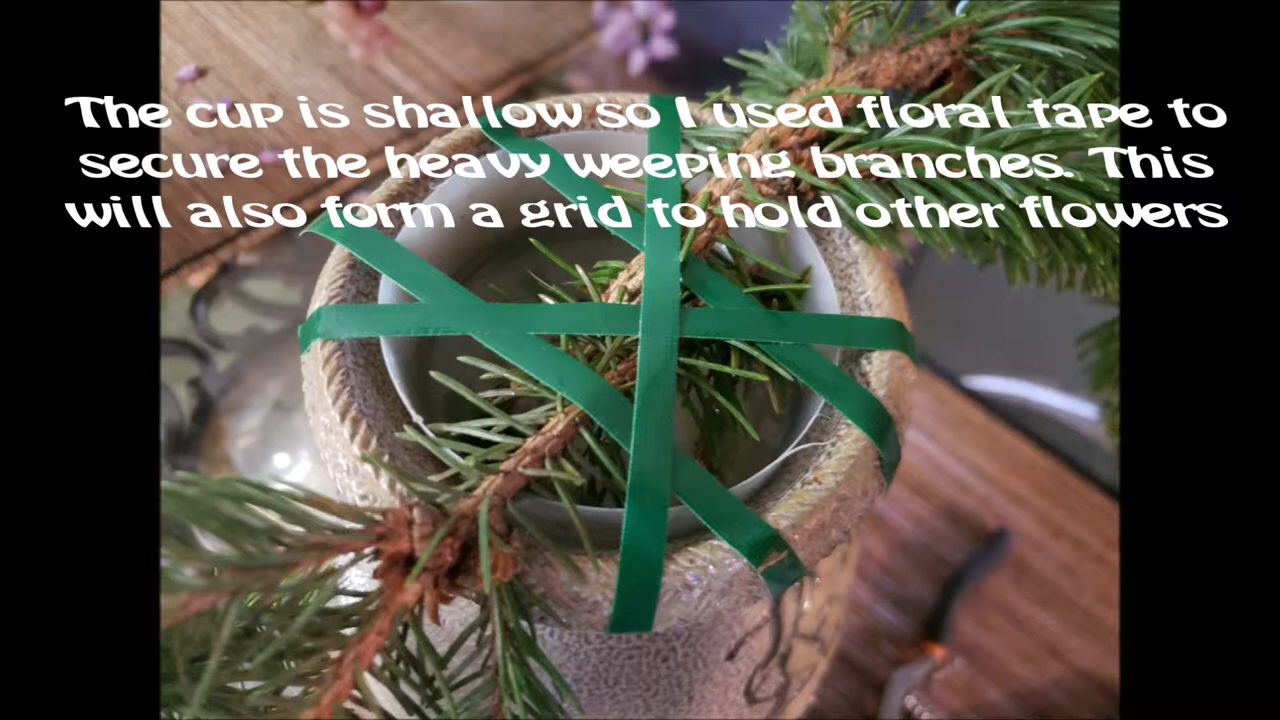 The cup is shallow so I used floral tape to
secure the heavy weeping branches. This
will also form a grid to hold other flowers